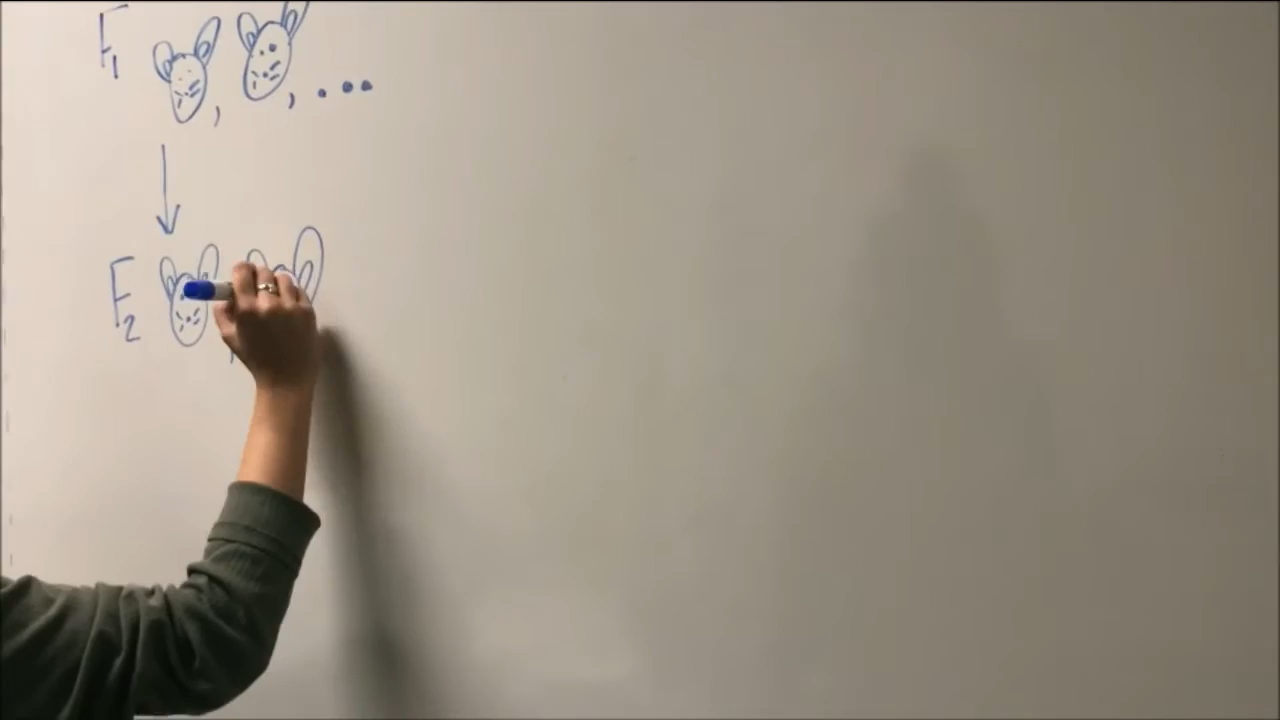 F₁ , , ...
F₂ ,